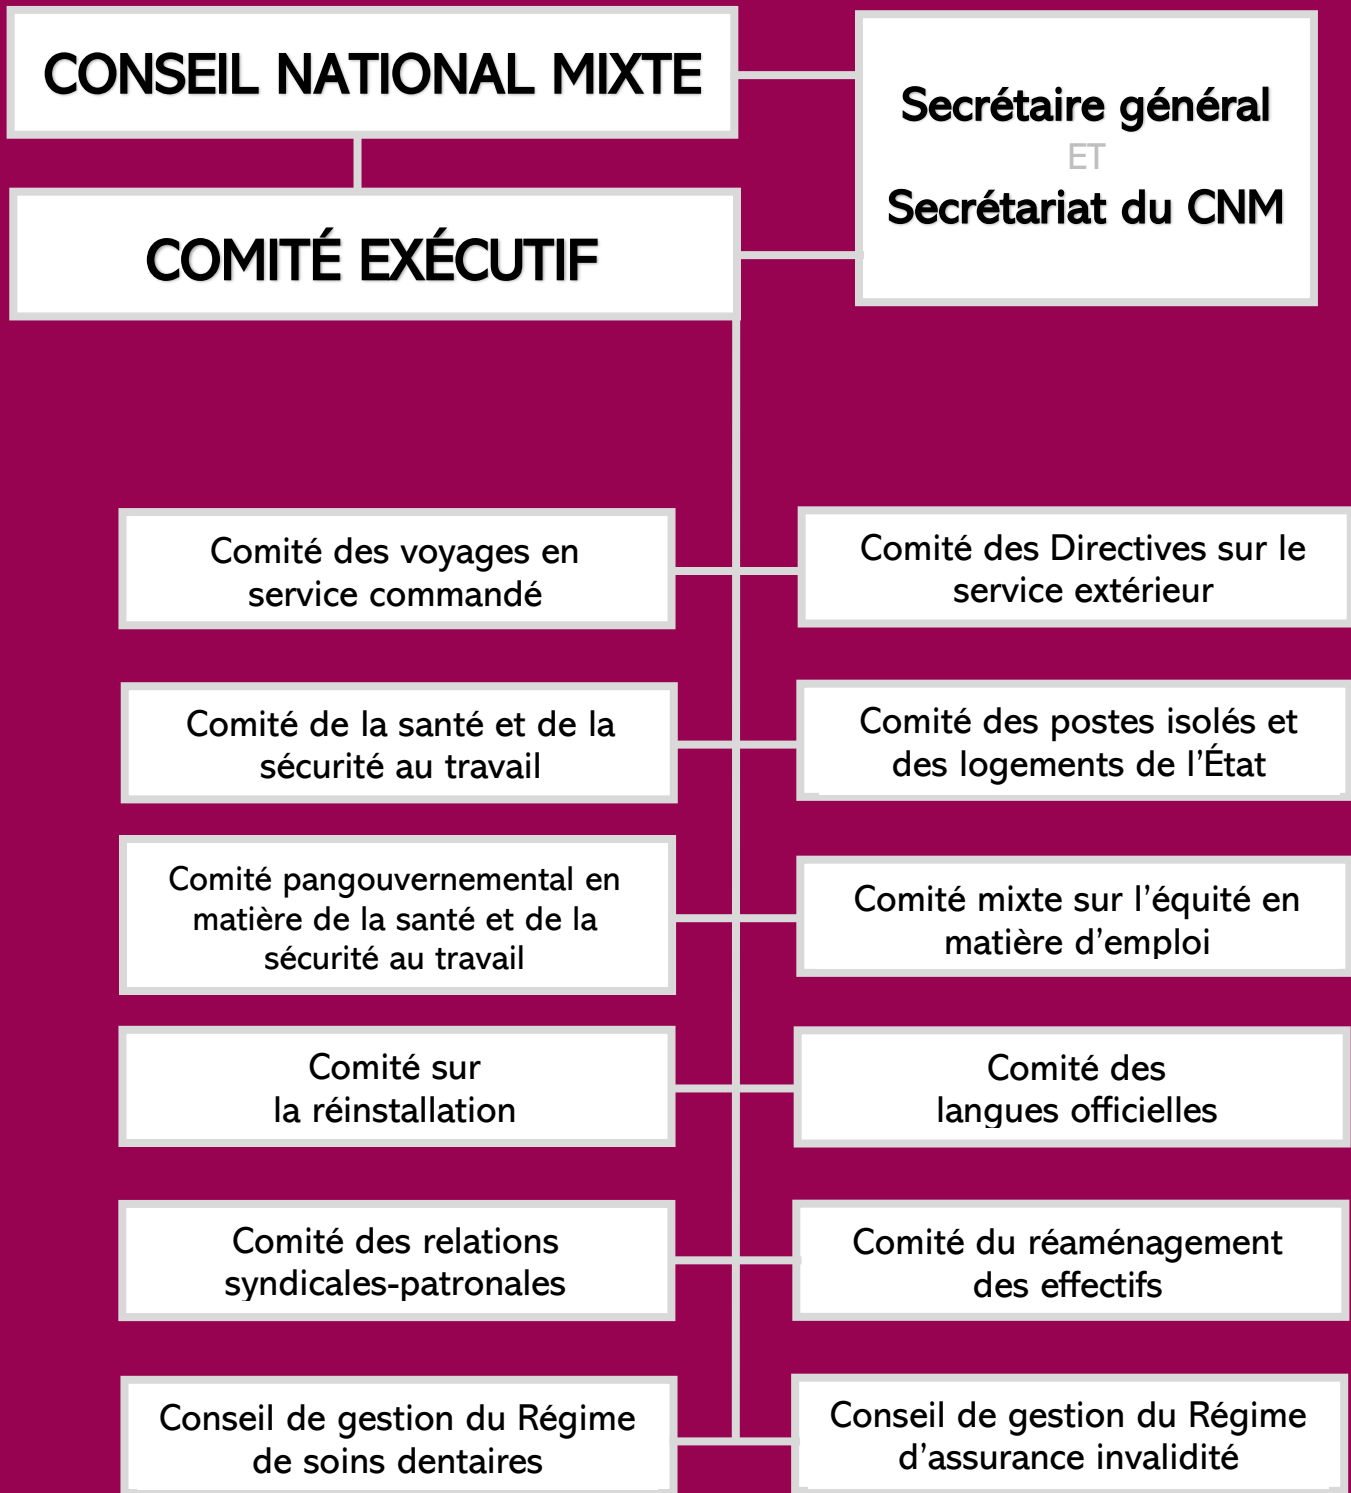 CONSEIL NATIONAL MIXTE
Secrétaire général
ET
Secrétariat du CNM
COMITÉ EXÉCUTIF
Comité des voyages en
service commandé
Comité des Directives sur le
service extérieur
Comité de la santé et de la
sécurité au travail
Comité des postes isolés et
des logements de l’État
Comité pangouvernemental en
matière de la santé et de la
sécurité au travail
Comité mixte sur l’équité en
matière d’emploi
Comité sur
la réinstallation
Comité des
langues officielles
Comité des relations
syndicales-patronales
Comité du réaménagement
des effectifs
Conseil de gestion du Régime
de soins dentaires
Conseil de gestion du Régime
d’assurance invalidité